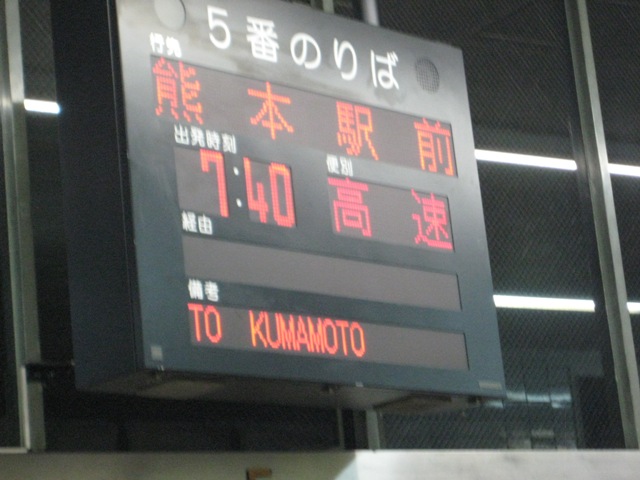 5番のりば
行先
熊本駅前
出発時刻
便別
7:40
高速
経由
備考
TO KUMAMOTO